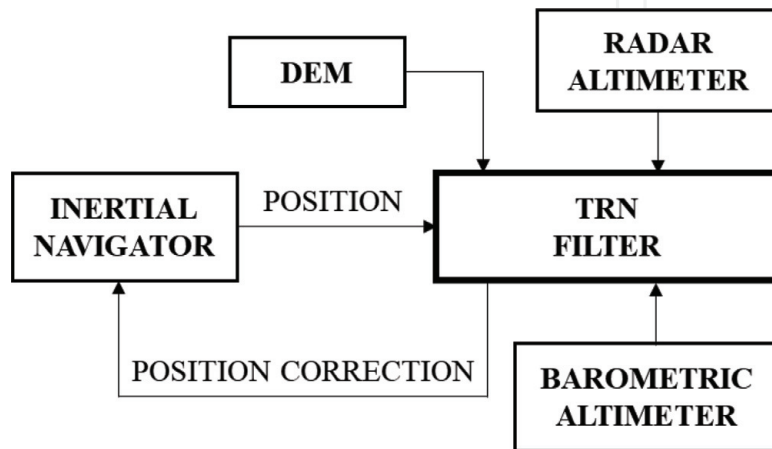 RADAR
ALTIMETER
DEM
INERTIAL
NAVIGATOR
POSITION
TRN
FILTER
POSITION CORRECTION
BAROMETRIC
ALTIMETER